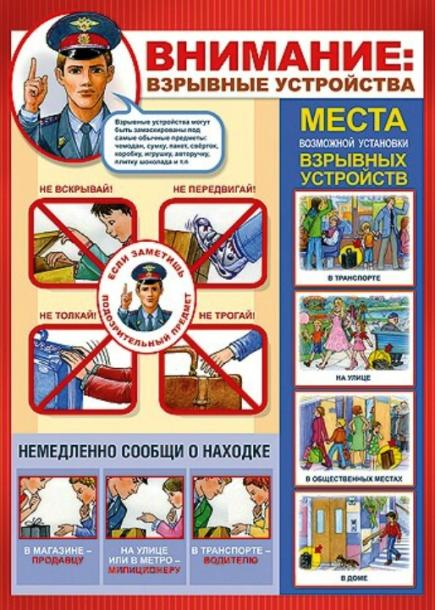 ВНИМАНИЕ:
ВЗРЫВНЫЕ УСТРОЙСТВА
Взрывные устройства могут
быть замаскированы под
самые обычные предметы:
чемодан, сумку, пакет, свёрток,
коробку, игрушку, авторучку,
плитку шоколада и т.п
НЕ ВСКРЫВАЙ!
НЕ ПЕРЕДВИГАЙ!
ЕСЛИ ЗАМЕТИШЬ
ПОДОЗРИТЕЛЬНЫЙ ПРЕДМЕТ
НЕ ТОЛКАЙ!
НЕ ТРОГАЙ!
НЕМЕДЛЕННО СООБЩИ О НАХОДКЕ
В МАГАЗИНЕ –
ПРОДАВЦУ
НА УЛИЦЕ
ИЛИ В МЕТРО –
МИЛИЦИОНЕРУ
В ТРАНСПОРТЕ –
ВОДИТЕЛЮ
МЕСТА
ВОЗМОЖНОЙ УСТАНОВКИ
ВЗРЫВНЫХ
УСТРОЙСТВ
В ТРАНСПОРТЕ
НА УЛИЦЕ
В ОБЩЕСТВЕННЫХ МЕСТАХ
В ДОМЕ